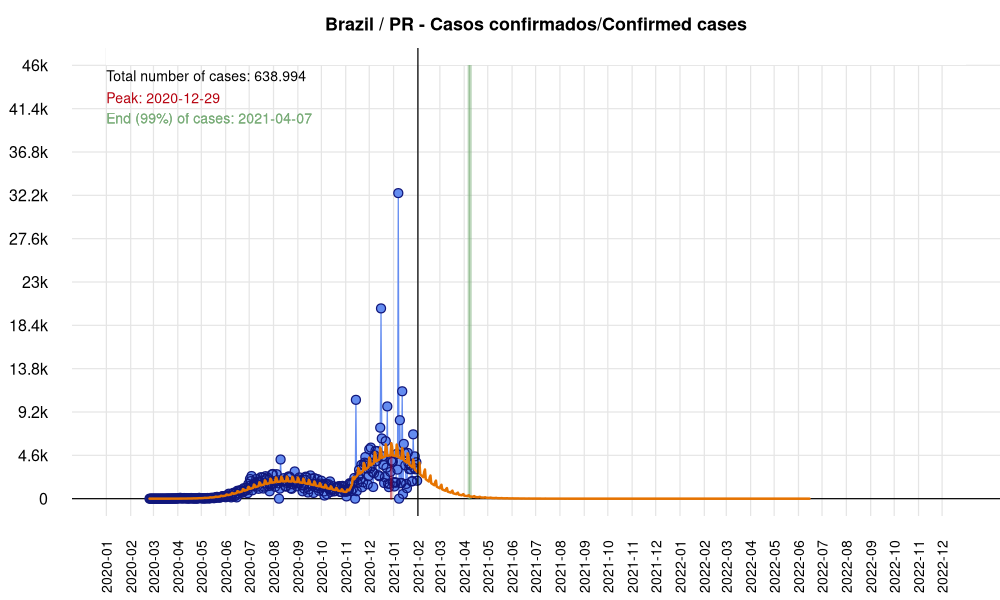 Brazil / PR - Casos confirmados/Confirmed cases
Total number of cases: 638.994
Peak: 2020-12-29
End (99%) of cases: 2021-04-07
46k
41.4k
36.8k
32.2k
27.6k
23k
18.4k
13.8k
9.2k
4.6k
0
2020-01
2020-02
2020-03
2020-04
2020-05
2020-06
2020-07
2020-08
2020-09
2020-10
2020-11
2020-12
2021-01
2021-02
2021-03
2021-04
2021-05
2021-06
2021-07
2021-08
2021-09
2021-10
2021-11
2021-12
2022-01
2022-02
2022-03
2022-04
2022-05
2022-06
2022-07
2022-08
2022-09
2022-10
2022-11
2022-12